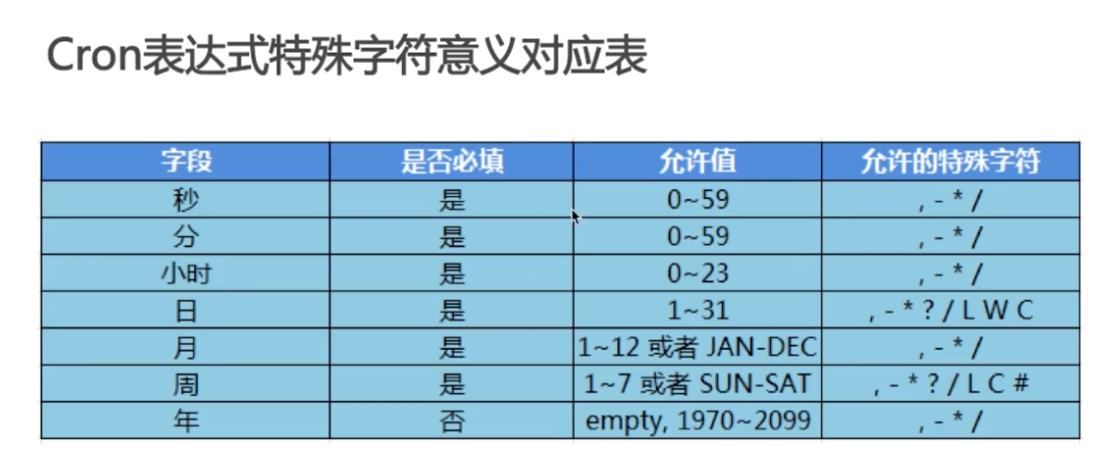 Cron表达式特殊字符意义对应表
字段 是否必填 允许值 允许的特殊字符
秒 是 0~59 , - * /
分 是 0~59 , - * /
小时 是 0~23 , - * /
日 是 1~31 , - * ? / L W C
月 是 1~12 或者 JAN-DEC , - * /
周 是 1~7 或者 SUN-SAT , - * ? / L C #
年 否 empty, 1970~2099 , - * /